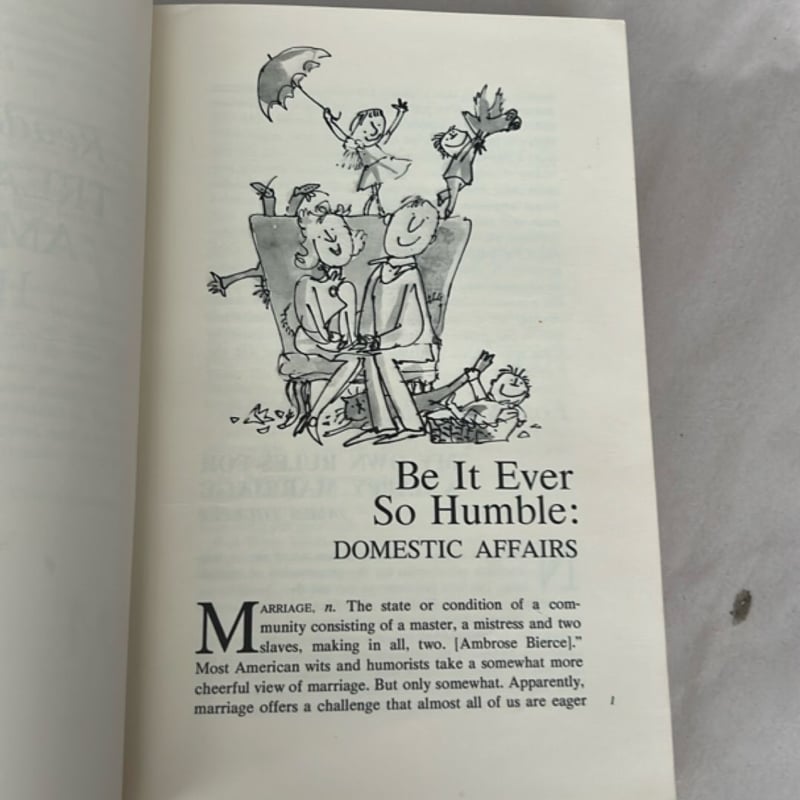 Be It Ever
So Humble:
DOMESTIC AFFAIRS
MARRIAGE, n. The state or condition of a com-
munity consisting of a master, a mistress and two
slaves, making in all, two. [Ambrose Bierce].”
Most American wits and humorists take a somewhat more
cheerful view of marriage. But only somewhat. Apparently,
marriage offers a challenge that almost all of us are eager
1